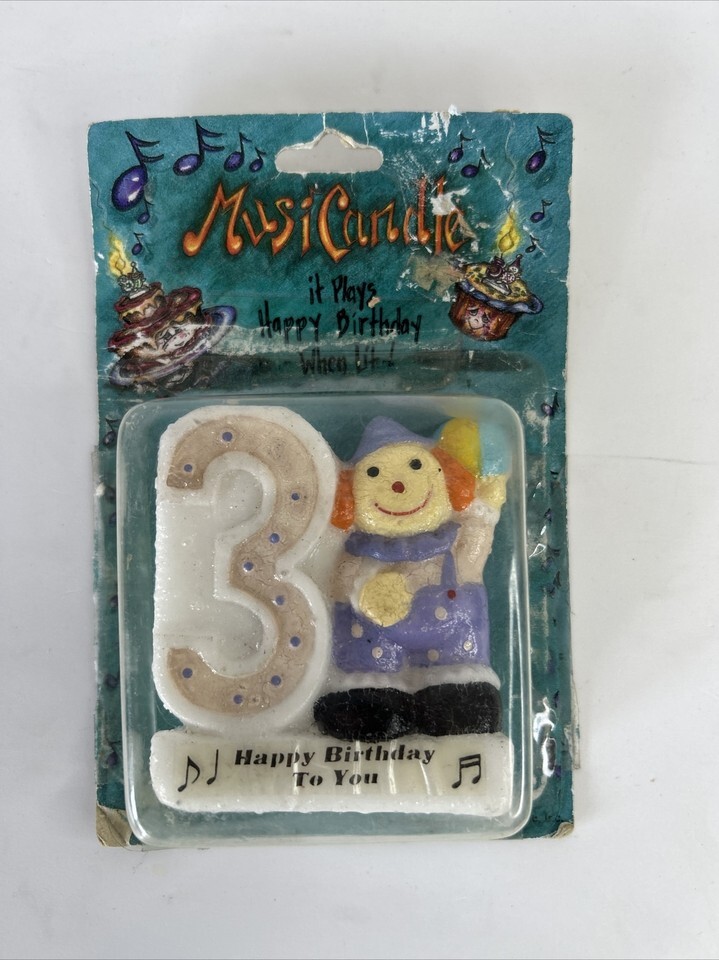 MusiCandle
it Plays
Happy Birthday
When Lit!
3
Happy Birthday
To You